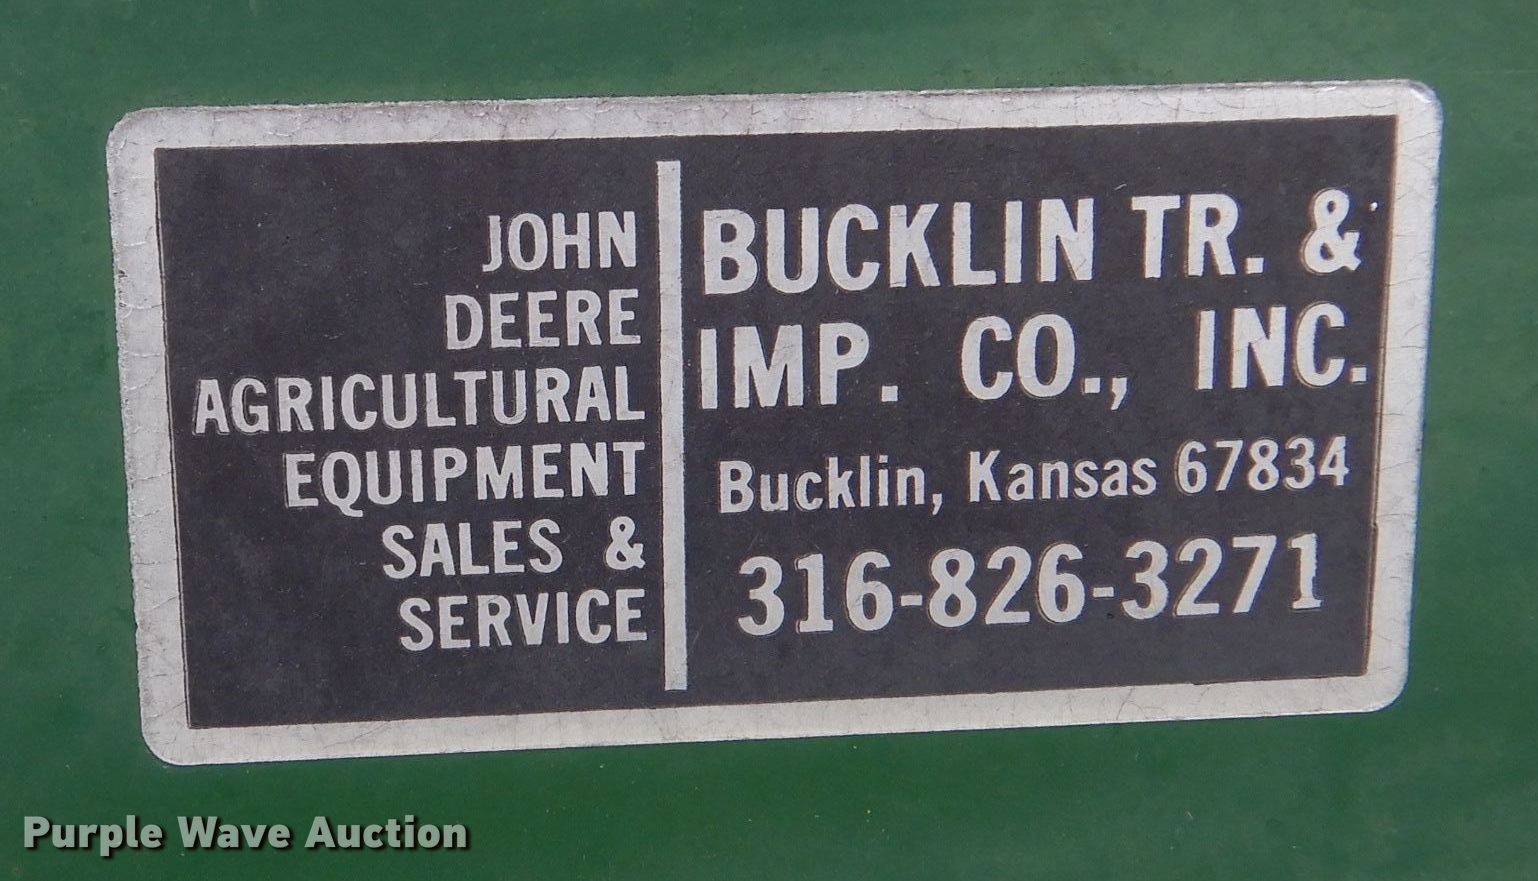 JOHN
DEERE
AGRICULTURAL
EQUIPMENT
SALES &
SERVICE
BUCKLIN TR. &
IMP. CO., INC.
Bucklin, Kansas 67834
316-826-3271
Purple Wave Auction